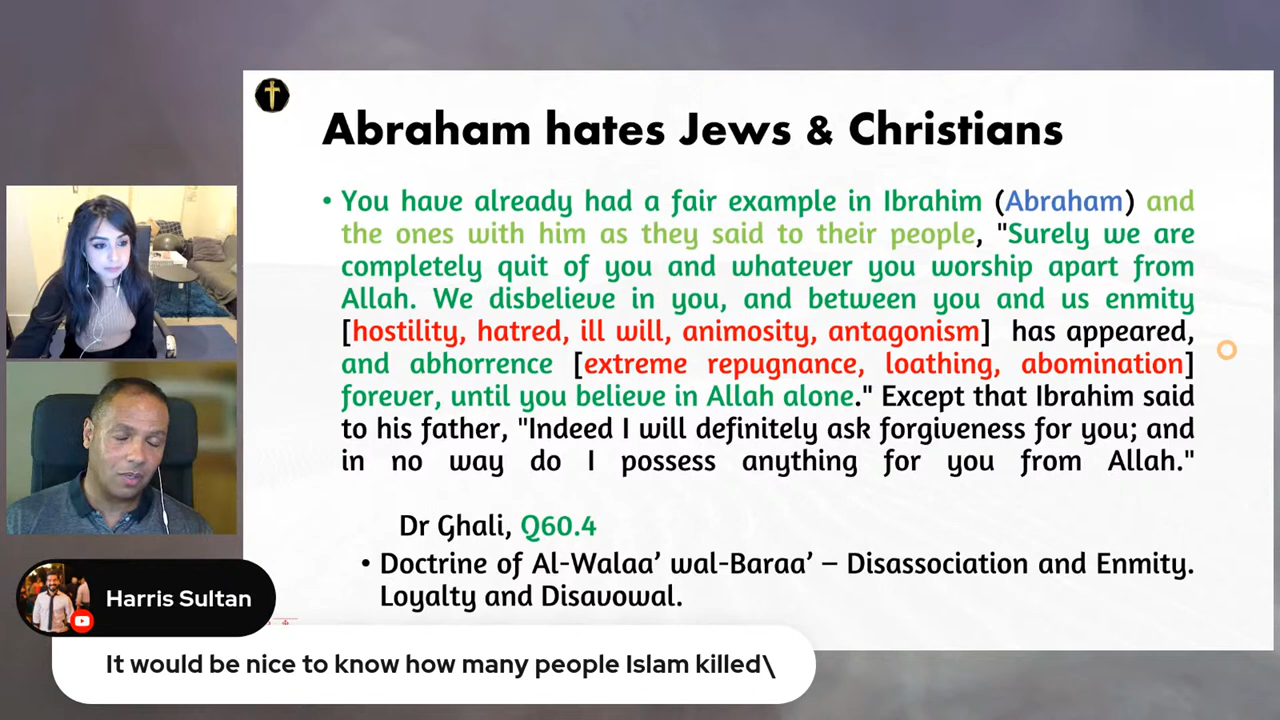 Abraham hates Jews & Christians
• You have already had a fair example in Ibrahim (Abraham) and
the ones with him as they said to their people, "Surely we are
completely quit of you and whatever you worship apart from
Allah. We disbelieve in you, and between you and us enmity
[hostility, hatred, ill will, animosity, antagonism] has appeared,
and abhorrence [extreme repugnance, loathing, abomination]
forever, until you believe in Allah alone." Except that Ibrahim said
to his father, "Indeed I will definitely ask forgiveness for you; and
in no way do I possess anything for you from Allah."
Dr Ghali, Q60.4
• Doctrine of Al-Walaa’ wal-Baraa’ – Disassociation and Enmity.
Loyalty and Disavowal.
Harris Sultan
It would be nice to know how many people Islam killed\